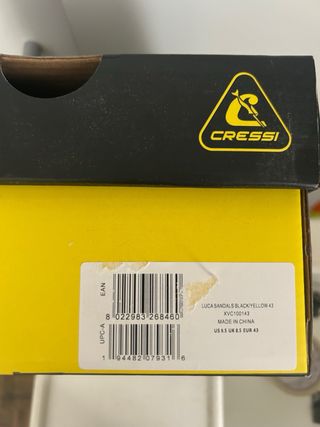 CRESSI
EAN
8 022983 268460
UPC-A
1 94482 07931 6
LUCA SANDALS BLACK/YELLOW 43
XVC100143
MADE IN CHINA
US 9.5 UK 8.5 EUR 43